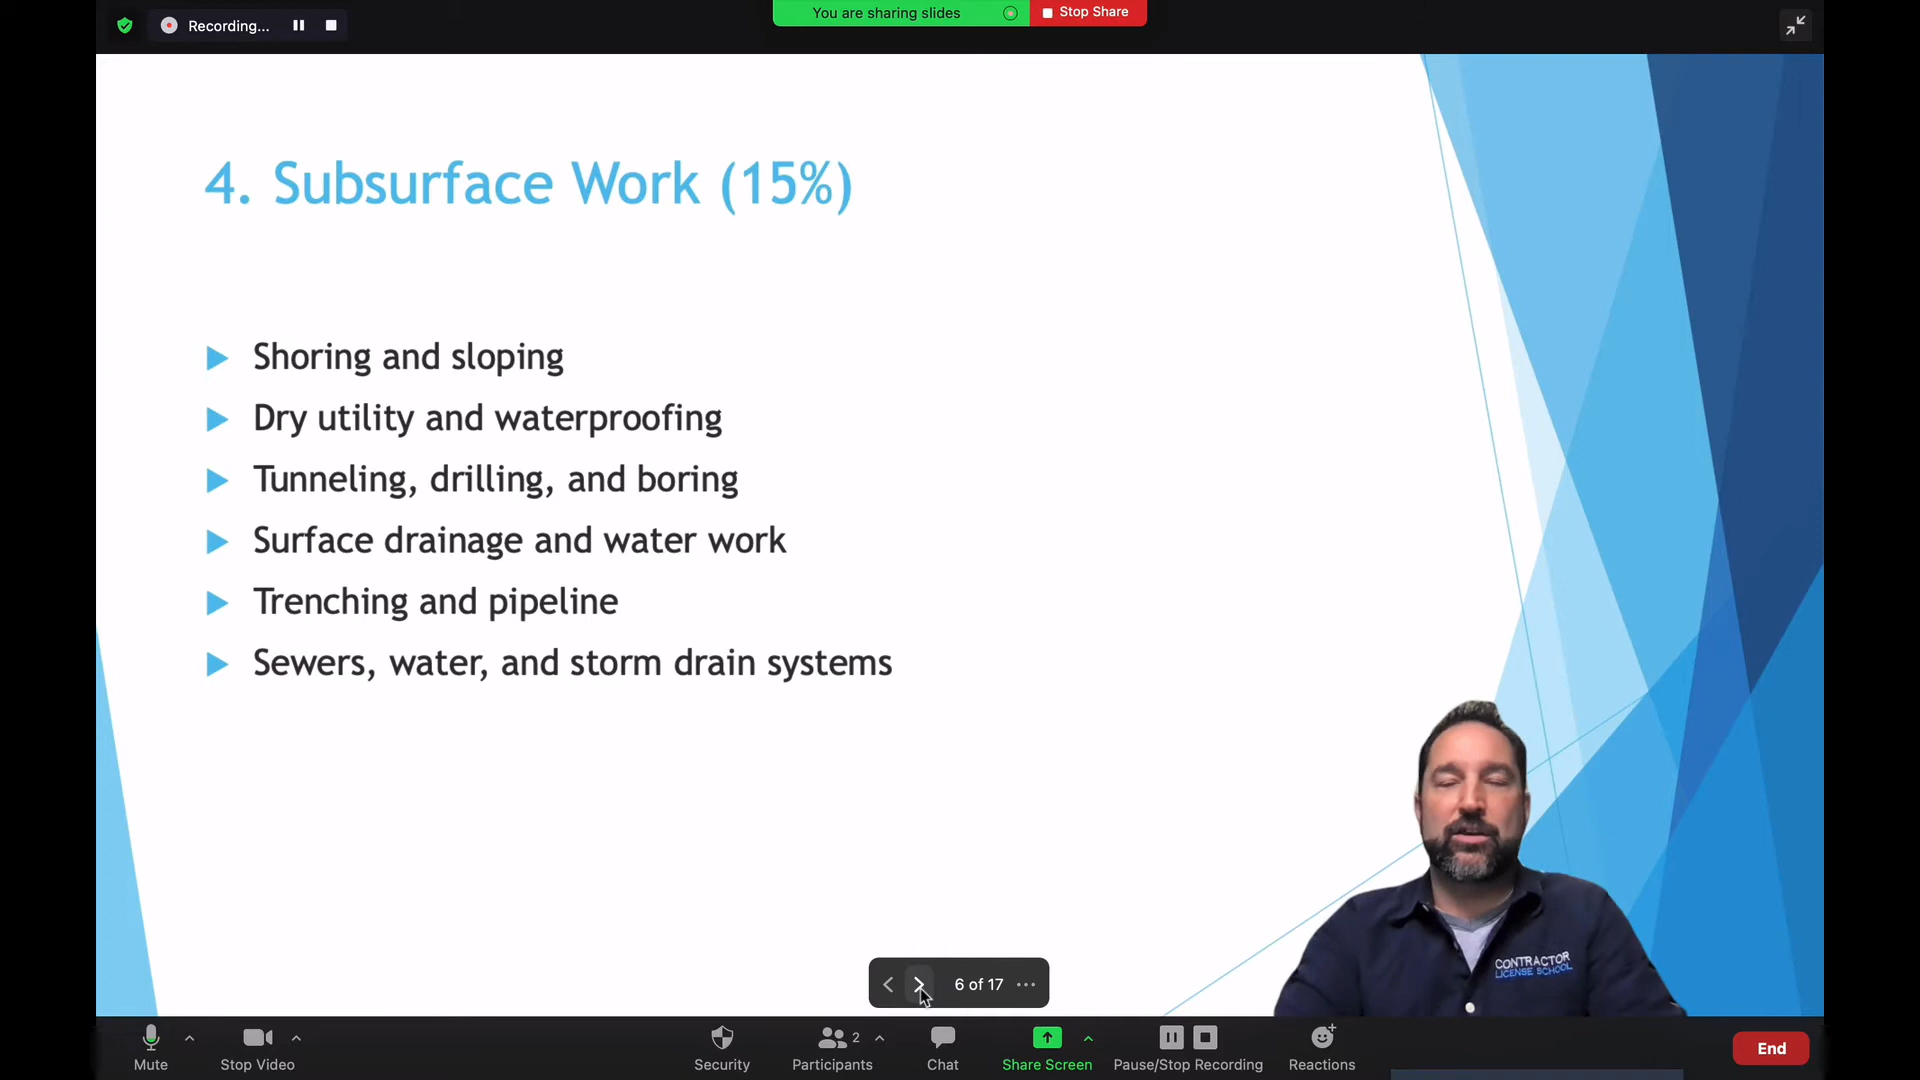 Recording...
You are sharing slides
Stop Share
4. Subsurface Work (15%)
Shoring and sloping
Dry utility and waterproofing
Tunneling, drilling, and boring
Surface drainage and water work
Trenching and pipeline
Sewers, water, and storm drain systems
CONTRACTOR
LICENSE SCHOOL
6 of 17
Mute
Stop Video
Security
2
Participants
Chat
Share Screen
Pause/Stop Recording
Reactions
End